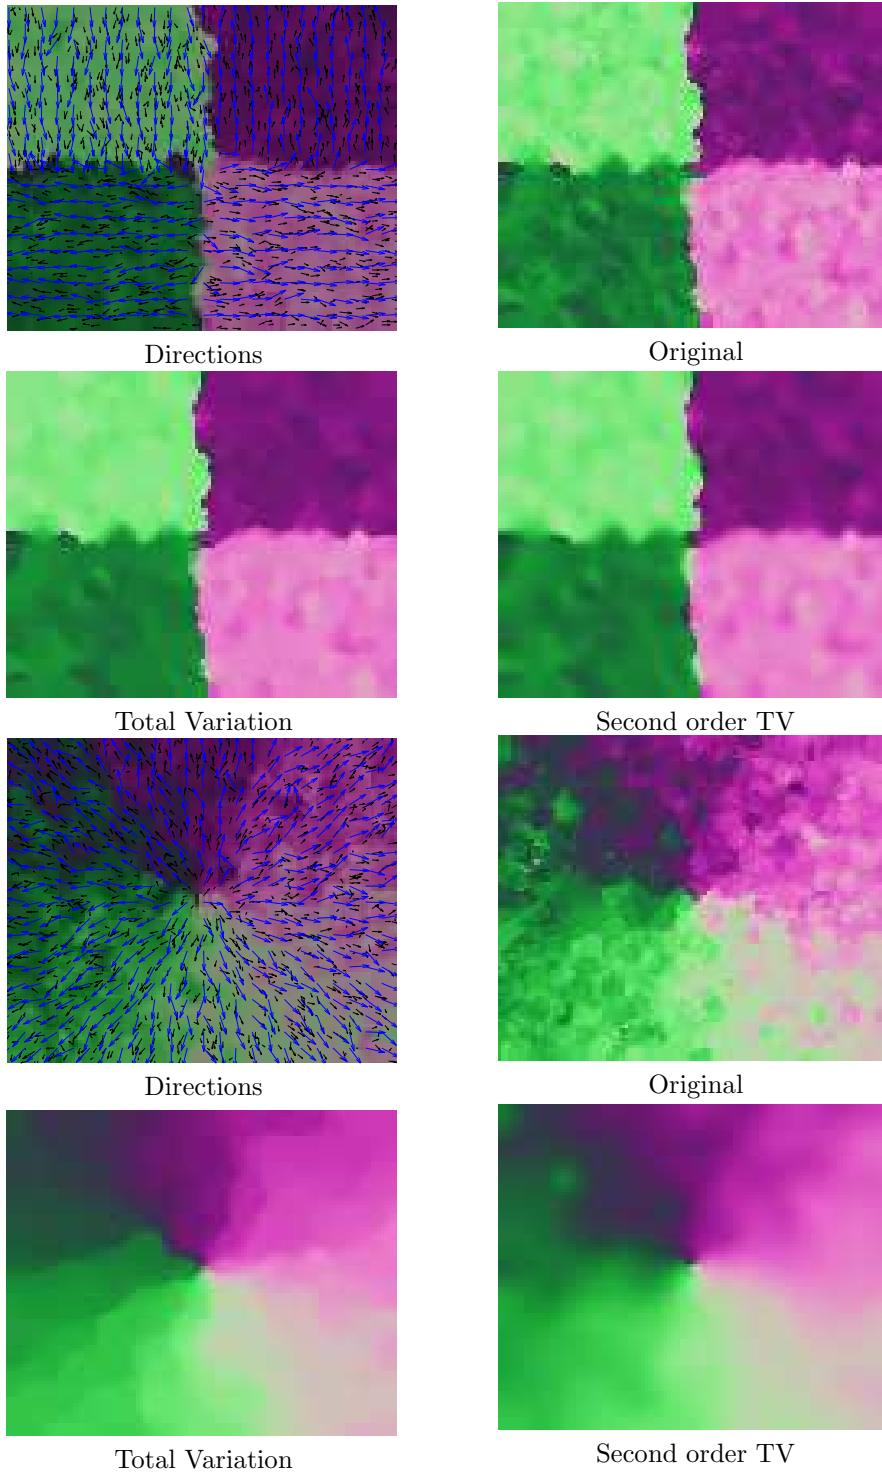 Directions
Original
Total Variation
Second order TV
Directions
Original
Total Variation
Second order TV